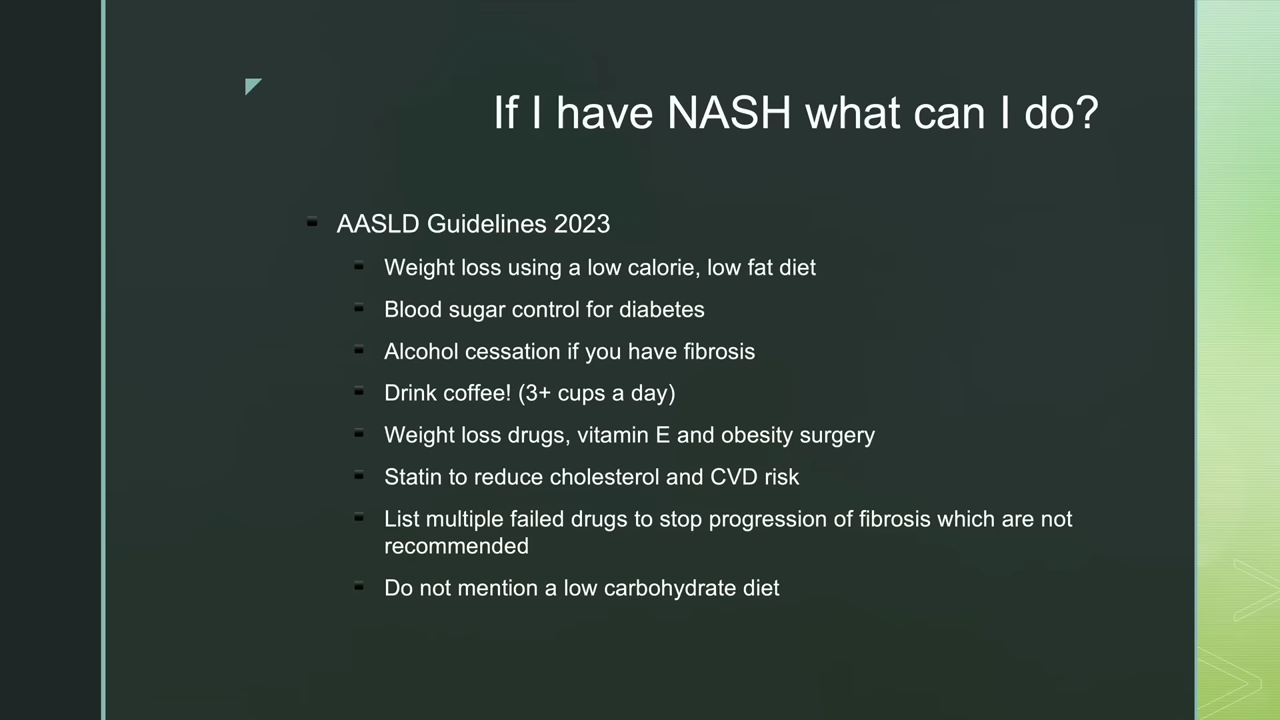 If I have NASH what can I do?
AASLD Guidelines 2023
Weight loss using a low calorie, low fat diet
Blood sugar control for diabetes
Alcohol cessation if you have fibrosis
Drink coffee! (3+ cups a day)
Weight loss drugs, vitamin E and obesity surgery
Statin to reduce cholesterol and CVD risk
List multiple failed drugs to stop progression of fibrosis which are not
recommended
Do not mention a low carbohydrate diet